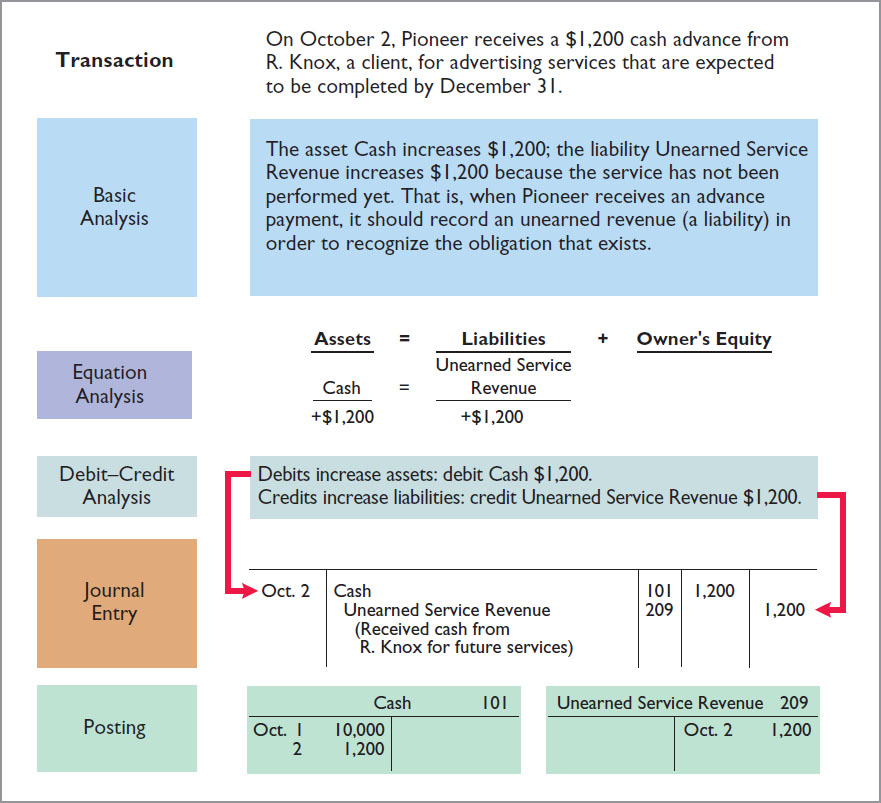 Transaction
On October 2, Pioneer receives a $1,200 cash advance from
R. Knox, a client, for advertising services that are expected
to be completed by December 31.
Basic
Analysis
The asset Cash increases $1,200; the liability Unearned Service
Revenue increases $1,200 because the service has not been
performed yet. That is, when Pioneer receives an advance
payment, it should record an unearned revenue (a liability) in
order to recognize the obligation that exists.
Equation
Analysis
Assets = Liabilities + Owner's Equity
Unearned Service
Cash = Revenue
+$1,200 +$1,200
Debit–Credit
Analysis
Debits increase assets: debit Cash $1,200.
Credits increase liabilities: credit Unearned Service Revenue $1,200.
Journal
Entry
Oct. 2 Cash 101 1,200
Unearned Service Revenue 209 1,200
(Received cash from
R. Knox for future services)
Posting
Cash 101
Oct. 1 10,000
2 1,200
Unearned Service Revenue 209
Oct. 2 1,200